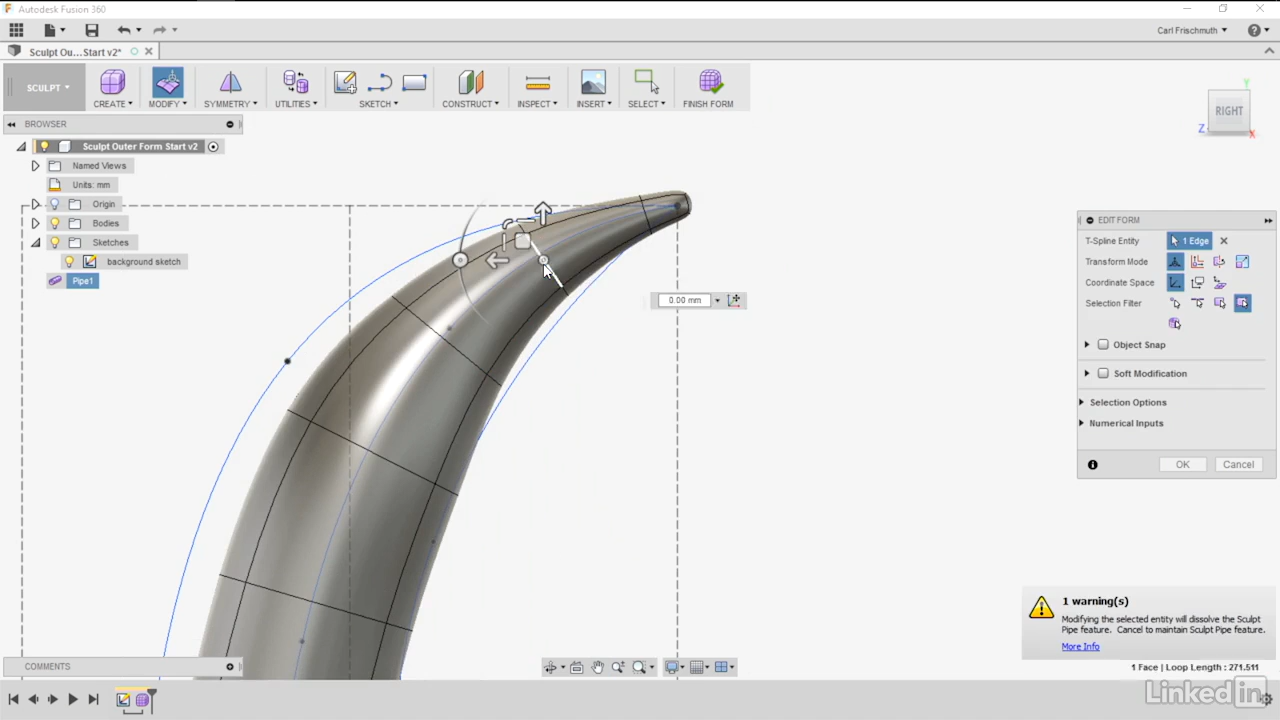 Autodesk Fusion 360
Carl Frischmuth
Sculpt Ou...Start v2*
SCULPT
CREATE
MODIFY
SYMMETRY
UTILITIES
SKETCH
CONSTRUCT
INSPECT
INSERT
SELECT
FINISH FORM
BROWSER
Sculpt Outer Form Start v2
Named Views
Units: mm
Origin
Bodies
Sketches
background sketch
Pipe1
Y
RIGHT
Z
X
EDIT FORM
T-Spline Entity
1 Edge
Transform Mode
Coordinate Space
Selection Filter
Object Snap
Soft Modification
Selection Options
Numerical Inputs
OK
Cancel
0.00 mm
1 warning(s)
Modifying the selected entity will dissolve the Sculpt
Pipe feature. Cancel to maintain Sculpt Pipe feature.
More Info
COMMENTS
1 Face | Loop Length : 271.511
LinkedIn